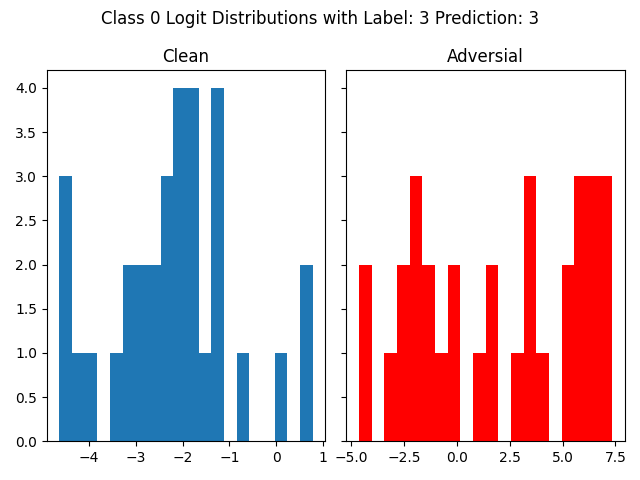 Class 0 Logit Distributions with Label: 3 Prediction: 3
Clean
Adversial
4.0
3.5
3.0
2.5
2.0
1.5
1.0
0.5
0.0
−4 −3 −2 −1 0 1
−5.0 −2.5 0.0 2.5 5.0 7.5